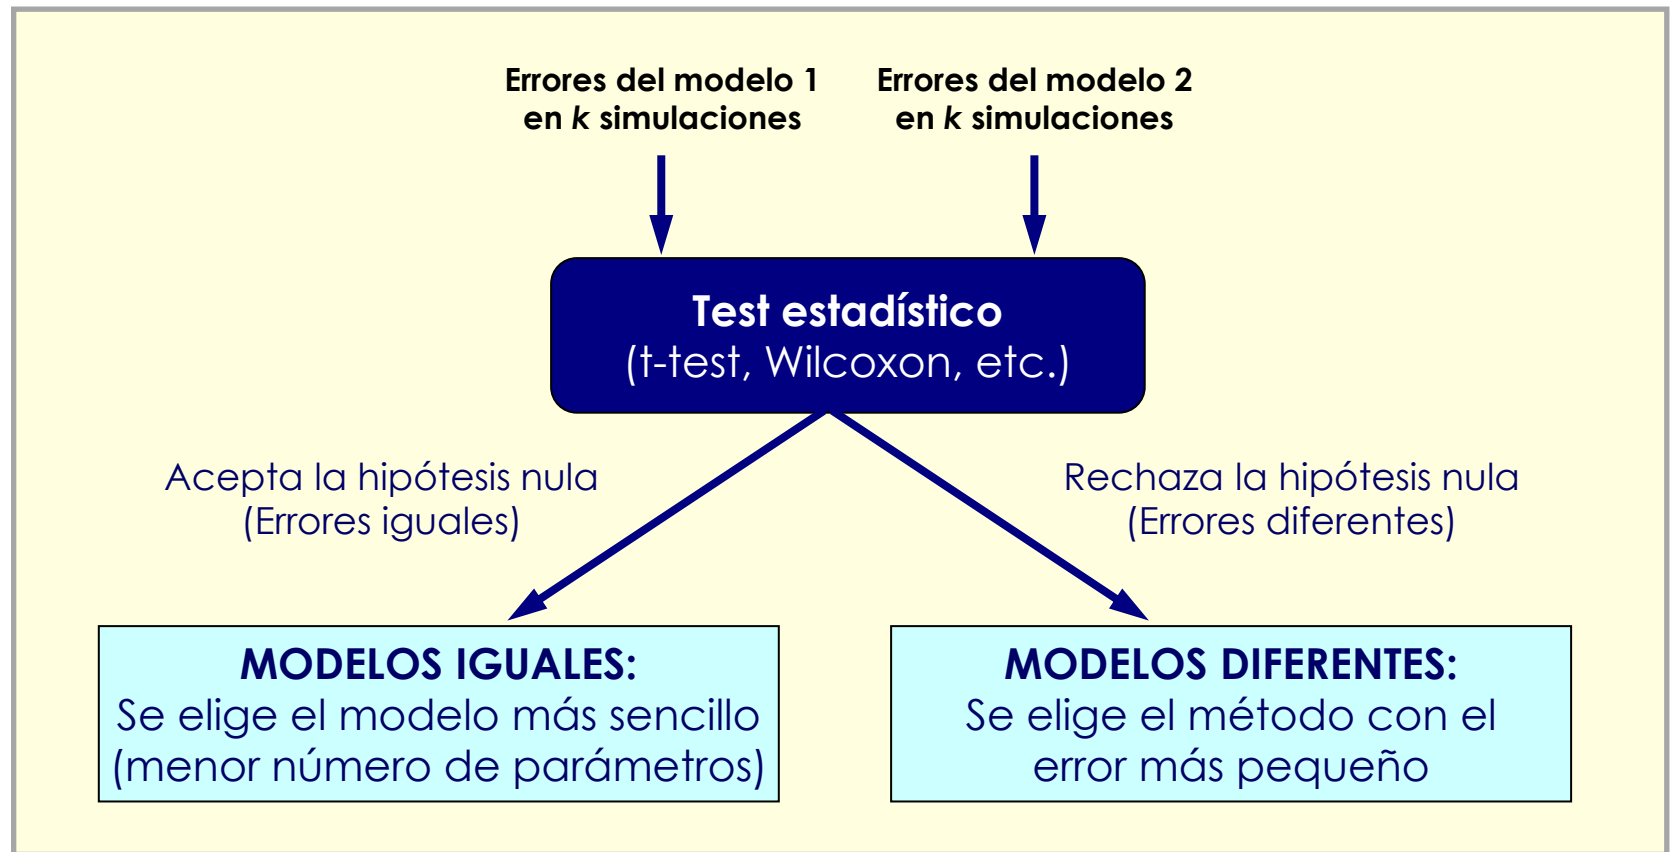 Errores del modelo 1
en k simulaciones
Errores del modelo 2
en k simulaciones
Test estadístico
(t-test, Wilcoxon, etc.)
Acepta la hipótesis nula
(Errores iguales)
Rechaza la hipótesis nula
(Errores diferentes)
MODELOS IGUALES:
Se elige el modelo más sencillo
(menor número de parámetros)
MODELOS DIFERENTES:
Se elige el método con el
error más pequeño